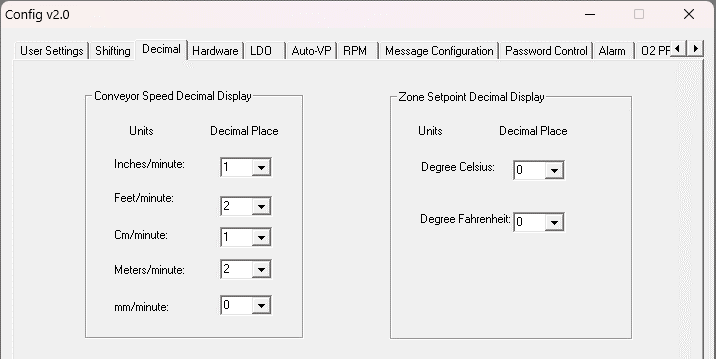 Config v2.0
User Settings Shifting Decimal Hardware LDO Auto-VP RPM Message Configuration Password Control Alarm O2 PF
Conveyor Speed Decimal Display
Units Decimal Place
Inches/minute: 1
Feet/minute: 2
Cm/minute: 1
Meters/minute: 2
mm/minute: 0
Zone Setpoint Decimal Display
Units Decimal Place
Degree Celsius: 0
Degree Fahrenheit: 0